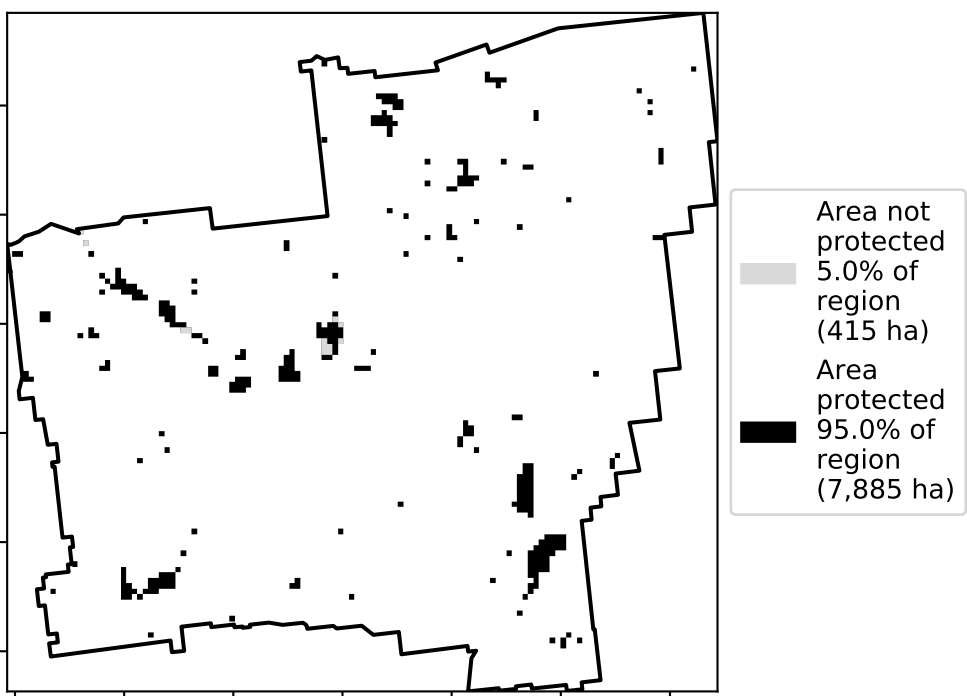 Area not
protected
5.0% of
region
(415 ha)
Area
protected
95.0% of
region
(7,885 ha)